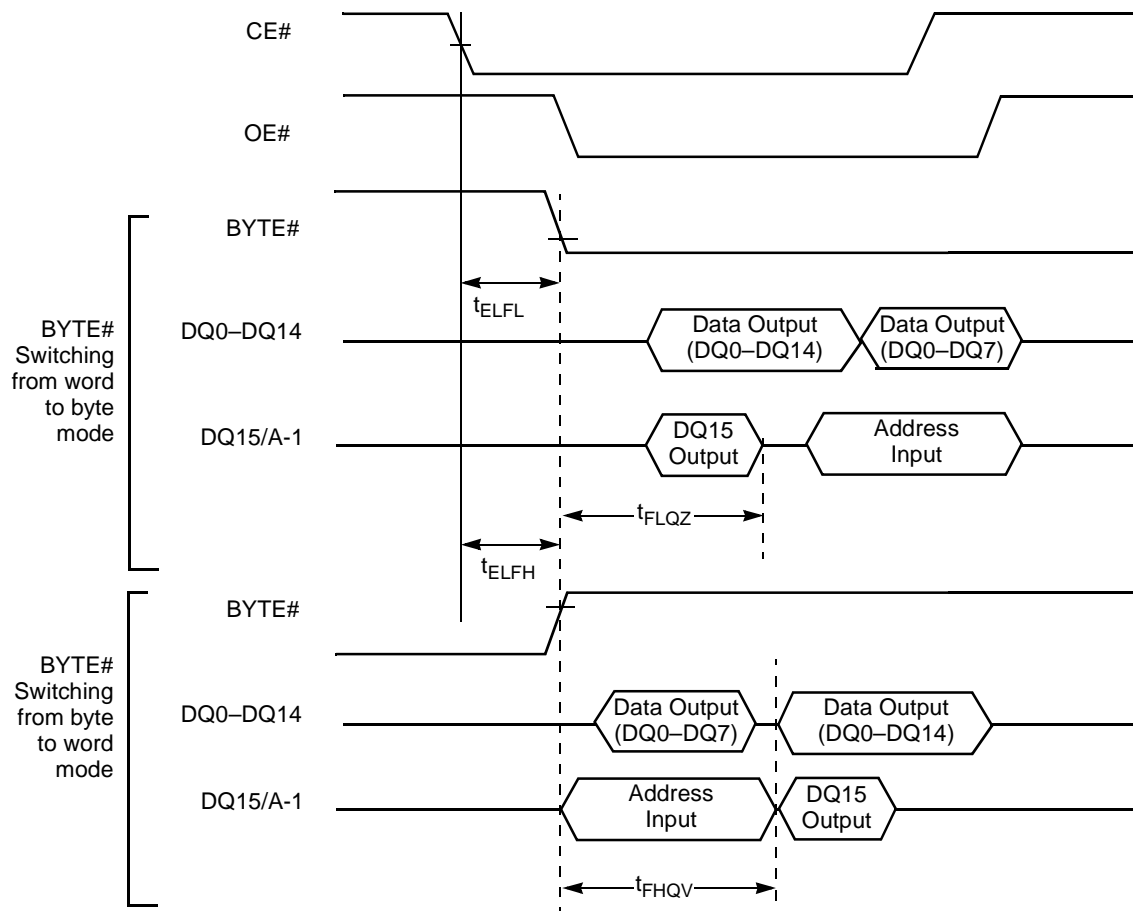 CE#
OE#
BYTE#
tELFL
BYTE#
Switching
from word
to byte
mode
DQ0–DQ14
Data Output
(DQ0–DQ14)
Data Output
(DQ0–DQ7)
DQ15/A-1
DQ15
Output
Address
Input
tFLQZ
tELFH
BYTE#
BYTE#
Switching
from byte
to word
mode
DQ0–DQ14
Data Output
(DQ0–DQ7)
Data Output
(DQ0–DQ14)
DQ15/A-1
Address
Input
DQ15
Output
tFHQV